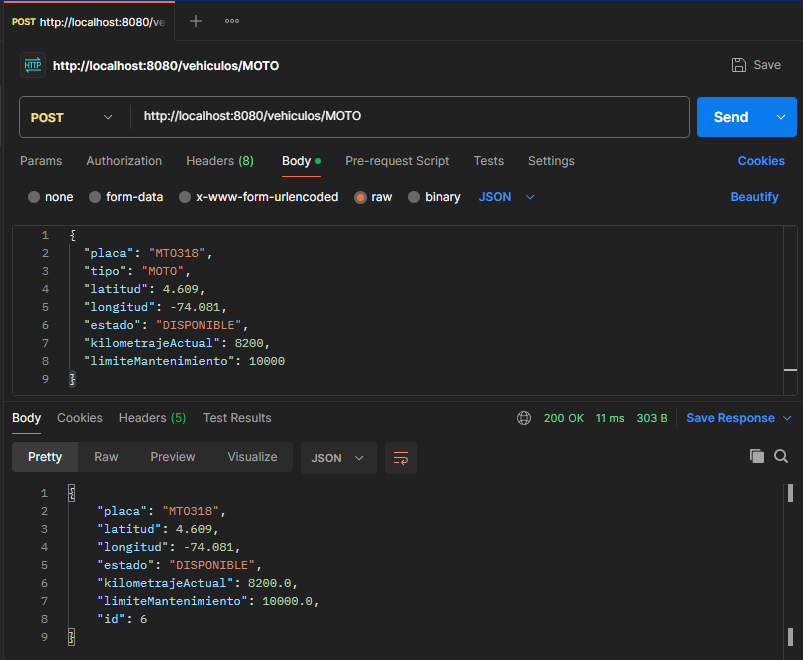 POST http://localhost:8080/ve
HTTP http://localhost:8080/vehiculos/MOTO Save
POST http://localhost:8080/vehiculos/MOTO Send
Params Authorization Headers (8) Body Pre-request Script Tests Settings Cookies
none form-data x-www-form-urlencoded raw binary JSON Beautify
1 {
2 "placa": "MTO318",
3 "tipo": "MOTO",
4 "latitud": 4.609,
5 "longitud": -74.081,
6 "estado": "DISPONIBLE",
7 "kilometrajeActual": 8200,
8 "limiteMantenimiento": 10000
9 }
Body Cookies Headers (5) Test Results 200 OK 11 ms 303 B Save Response
Pretty Raw Preview Visualize JSON
1 {
2 "placa": "MTO318",
3 "latitud": 4.609,
4 "longitud": -74.081,
5 "estado": "DISPONIBLE",
6 "kilometrajeActual": 8200.0,
7 "limiteMantenimiento": 10000.0,
8 "id": 6
9 }